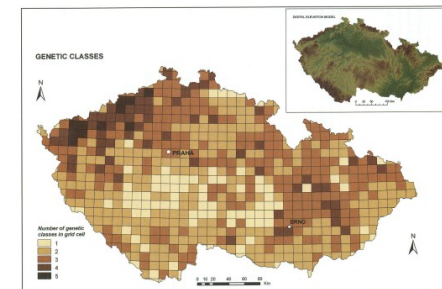 DIGITAL ELEVATION MODEL
GENETIC CLASSES
N
PRAHA
BRNO
Number of genetic
classes in grid cell
1
2
3
4
5
N
0 10 20 40 60 80
Km